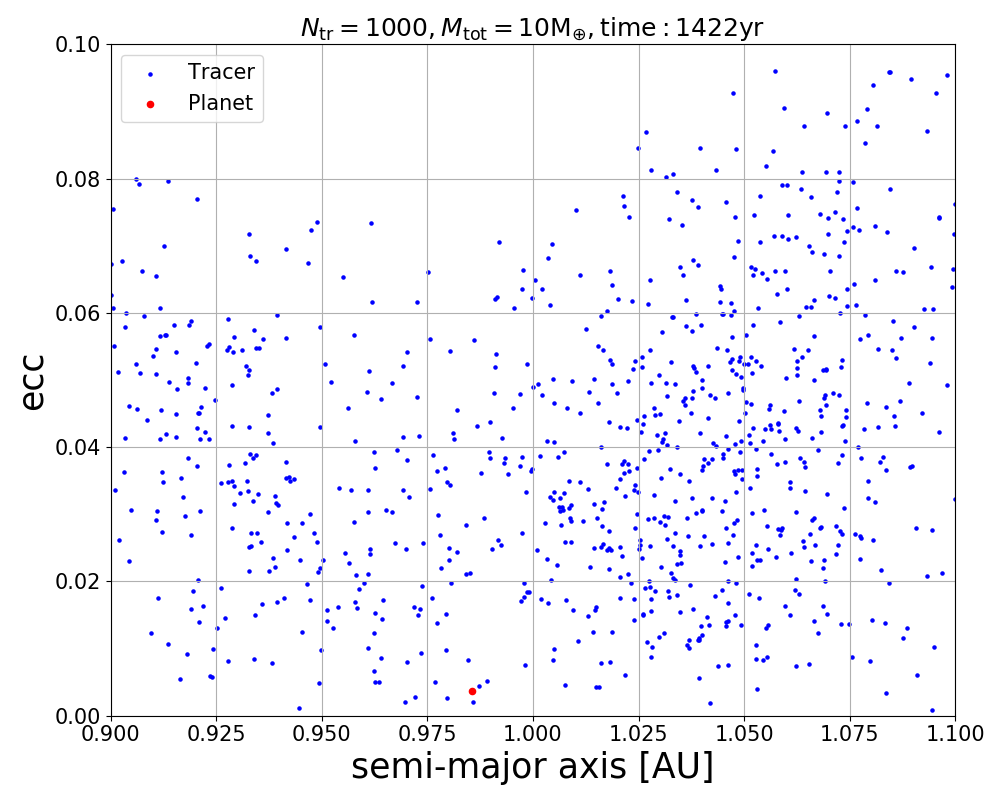 N_tr = 1000, M_tot = 10M_⊕, time : 1422yr
Tracer
Planet
ecc
0.10
0.08
0.06
0.04
0.02
0.00
0.900 0.925 0.950 0.975 1.000 1.025 1.050 1.075 1.100
semi-major axis [AU]